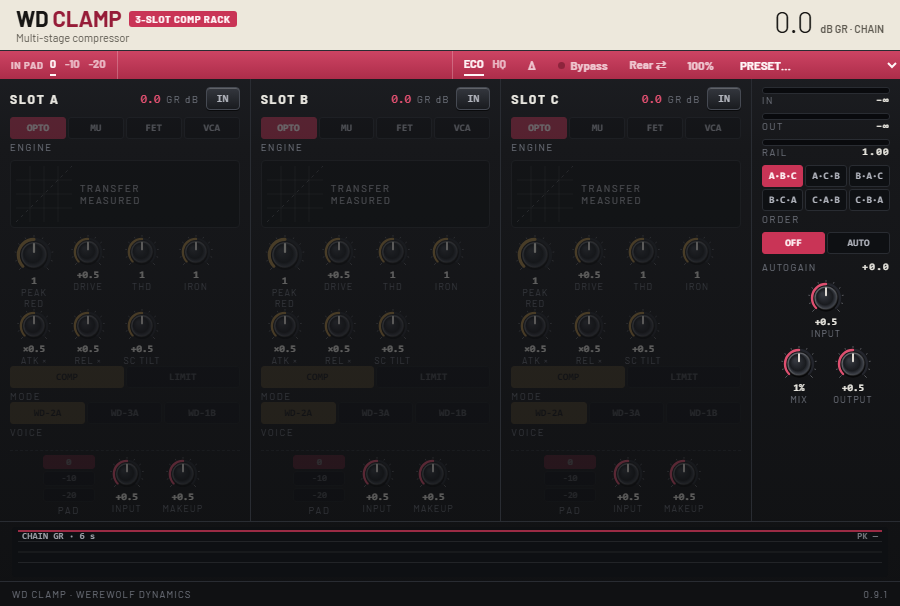 WD CLAMP 3-SLOT COMP RACK
Multi-stage compressor
0.0 dB GR · CHAIN
IN PAD 0 -10 -20
ECO HQ Δ Bypass Rear ⇄ 100% PRESET...
SLOT A 0.0 GR dB IN
OPTO MU FET VCA
ENGINE
TRANSFER
MEASURED
1 +0.5 1 1
PEAK RED DRIVE THD IRON
×0.5 ×0.5 +0.5
ATK • REL • SC TILT
COMP LIMIT
MODE
WD-2A WD-3A WD-1B
VOICE
0
-10
-20
PAD
+0.5 +0.5
INPUT MAKEUP
SLOT B 0.0 GR dB IN
OPTO MU FET VCA
ENGINE
TRANSFER
MEASURED
1 +0.5 1 1
PEAK RED DRIVE THD IRON
×0.5 ×0.5 +0.5
ATK • REL • SC TILT
COMP LIMIT
MODE
WD-2A WD-3A WD-1B
VOICE
0
-10
-20
PAD
+0.5 +0.5
INPUT MAKEUP
SLOT C 0.0 GR dB IN
OPTO MU FET VCA
ENGINE
TRANSFER
MEASURED
1 +0.5 1 1
PEAK RED DRIVE THD IRON
×0.5 ×0.5 +0.5
ATK • REL • SC TILT
COMP LIMIT
MODE
WD-2A WD-3A WD-1B
VOICE
0
-10
-20
PAD
+0.5 +0.5
INPUT MAKEUP
IN -∞
OUT -∞
RAIL 1.00
A·B·C A·C·B B·A·C
B·C·A C·A·B C·B·A
ORDER
OFF AUTO
AUTOGAIN +0.0
+0.5
INPUT
1% +0.5
MIX OUTPUT
CHAIN GR · 6 s PK —
WD CLAMP · WEREWOLF DYNAMICS 0.9.1